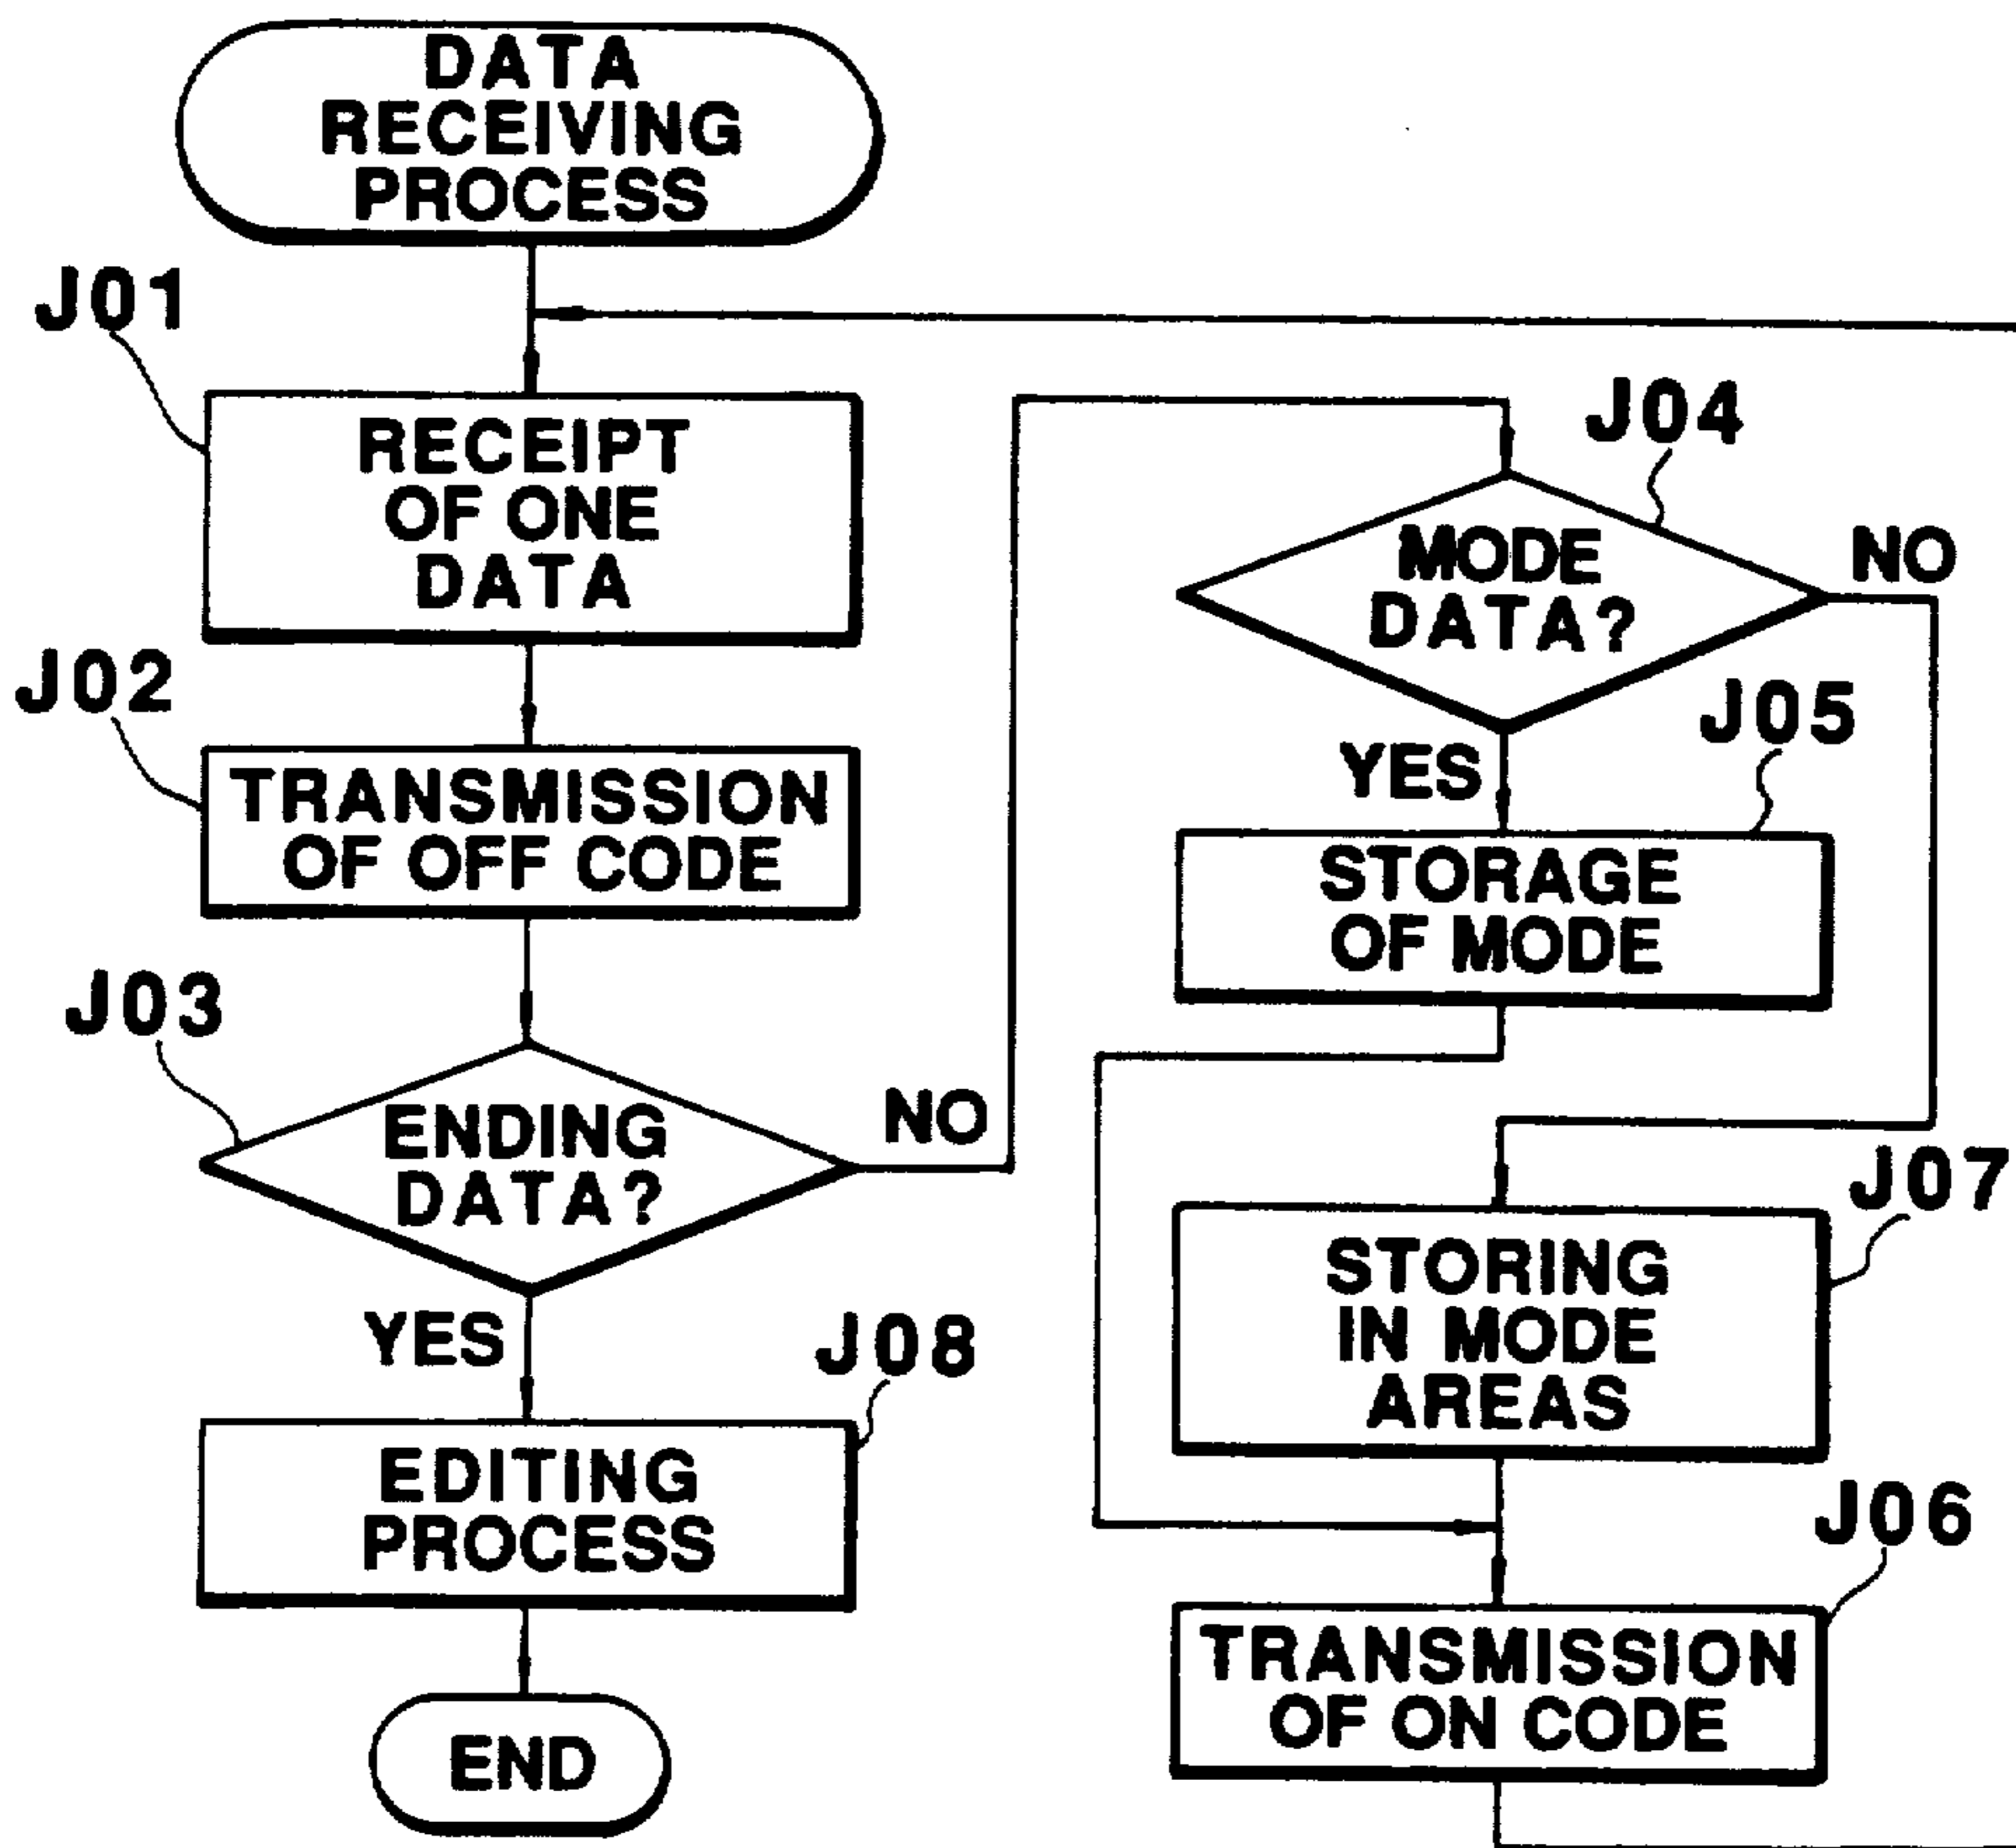 DATA
RECEIVING
PROCESS
J01
RECEIPT
OF ONE
DATA
J02
TRANSMISSION
OF OFF CODE
J03
ENDING
DATA?
NO
YES
J08
EDITING
PROCESS
END
J04
MODE
DATA?
NO
YES
J05
STORAGE
OF MODE
J07
STORING
IN MODE
AREAS
J06
TRANSMISSION
OF ON CODE